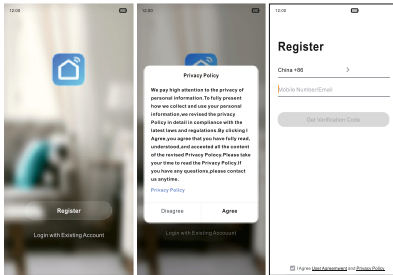 12:00
Register
Login with Existing Account
12:00
Privacy Policy
We pay high attention to the privacy of
personal information.To fully present
how we collect and use your personal
information,we revised the privacy
Policy in detail in compliance with the
latest laws and regulations.By clicking I
Agree,you agree that you have fully read,
understood,and accepted all the content
of the revised Privacy Polocy.Please take
your time to read the Privacy Policy.If
you have any questions,please contact
us anytime.
Privacy Policy
Disagree
Agree
Login with Existing Account
12:00
Register
China +86
Mobile Number/Email
Get Verification Code
I Agree User Agreement and Privacy Policy